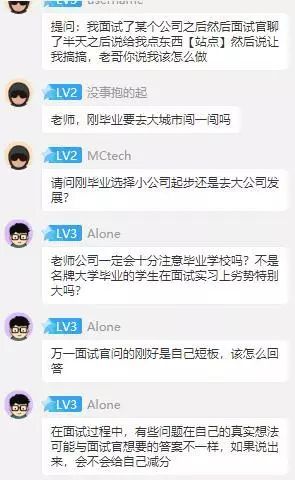 LV3 username
提问：我面试了某个公司之后然后面试官聊
了半天之后说给我点东西【站点】然后说让
我搞搞，老哥你说我该怎么做
LV2 没事抱的起
老师，刚毕业要去大城市闯一闯吗
LV2 MCtech
请问刚毕业选择小公司起步还是去大公司发
展？
LV3 Alone
老师公司一定会十分注意毕业学校吗？不是
名牌大学毕业的学生在面试实习上劣势特别
大吗？
LV3 Alone
万一面试官问的刚好是自己短板，该怎么回
答
LV3 Alone
在面试过程中，有些问题在自己的真实想法
可能与面试官想要的答案不一样，如果说出
来，会不会给自己减分